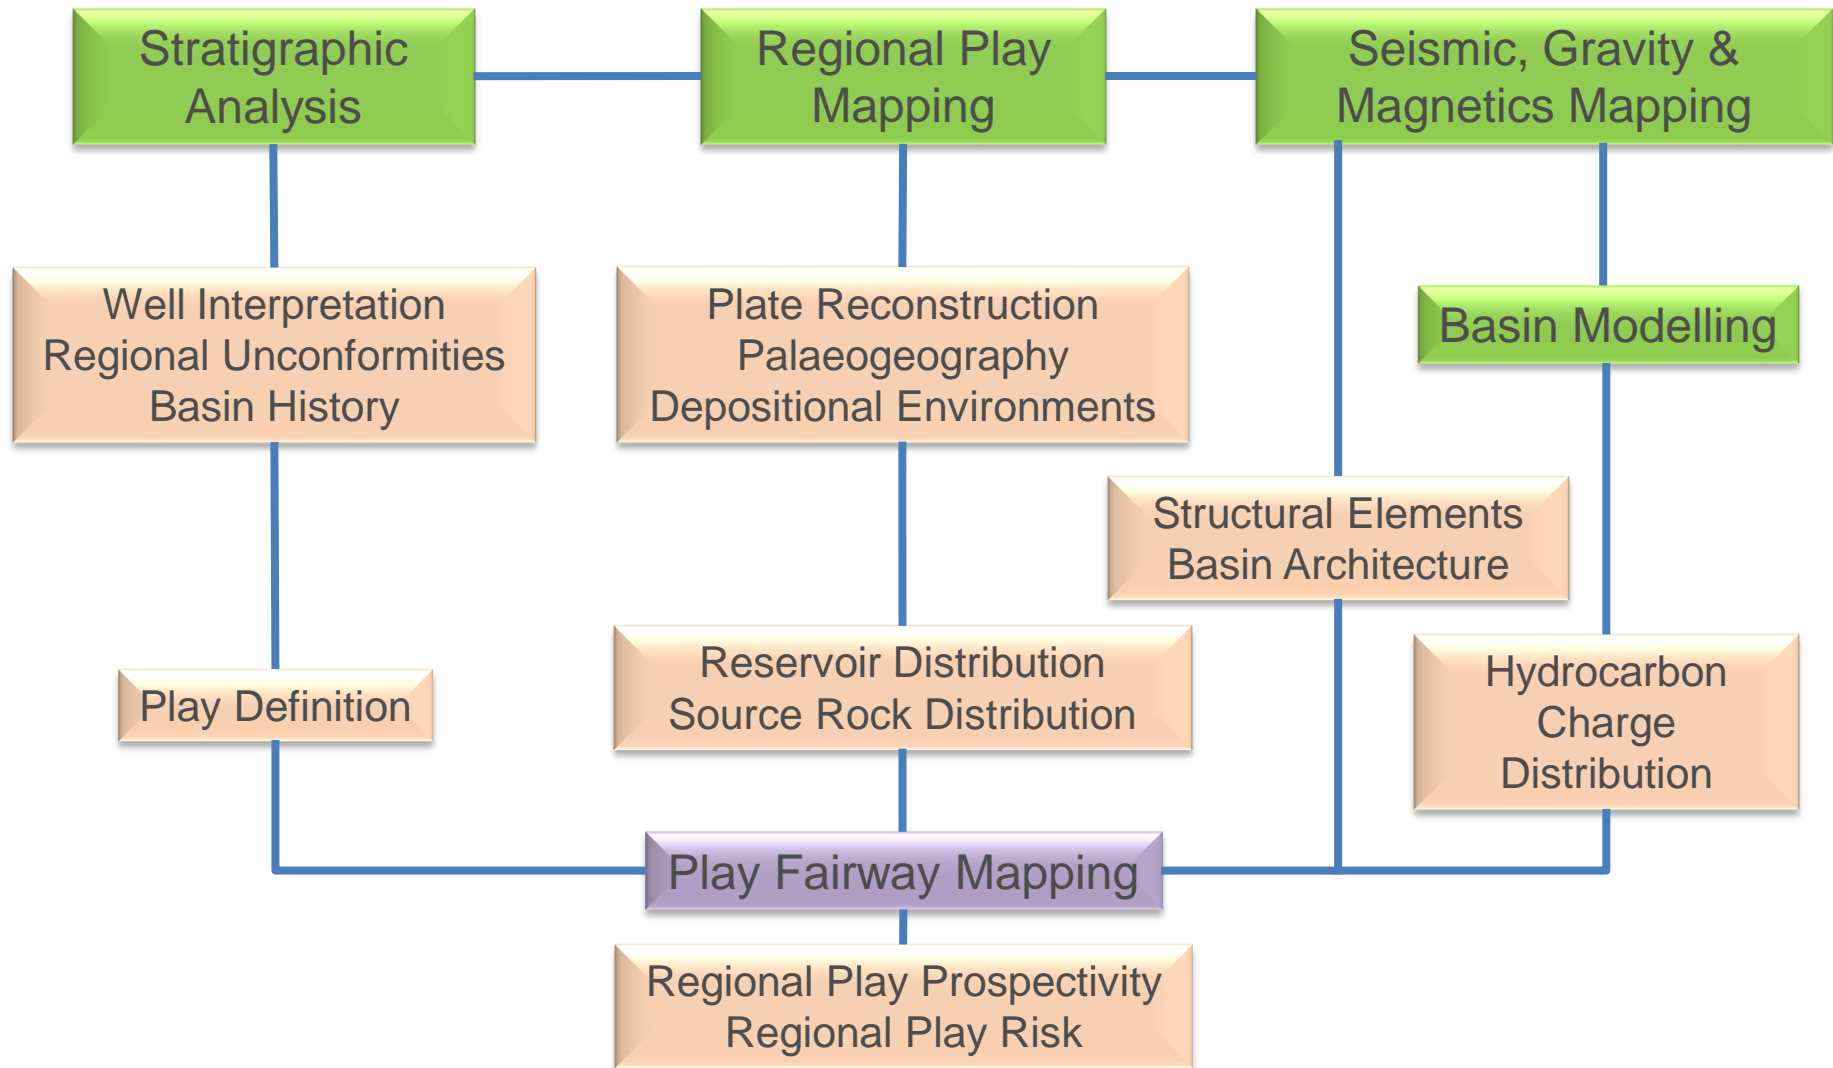 Stratigraphic
Analysis
Regional Play
Mapping
Seismic, Gravity &
Magnetics Mapping
Well Interpretation
Regional Unconformities
Basin History
Plate Reconstruction
Palaeogeography
Depositional Environments
Basin Modelling
Structural Elements
Basin Architecture
Play Definition
Reservoir Distribution
Source Rock Distribution
Hydrocarbon
Charge
Distribution
Play Fairway Mapping
Regional Play Prospectivity
Regional Play Risk